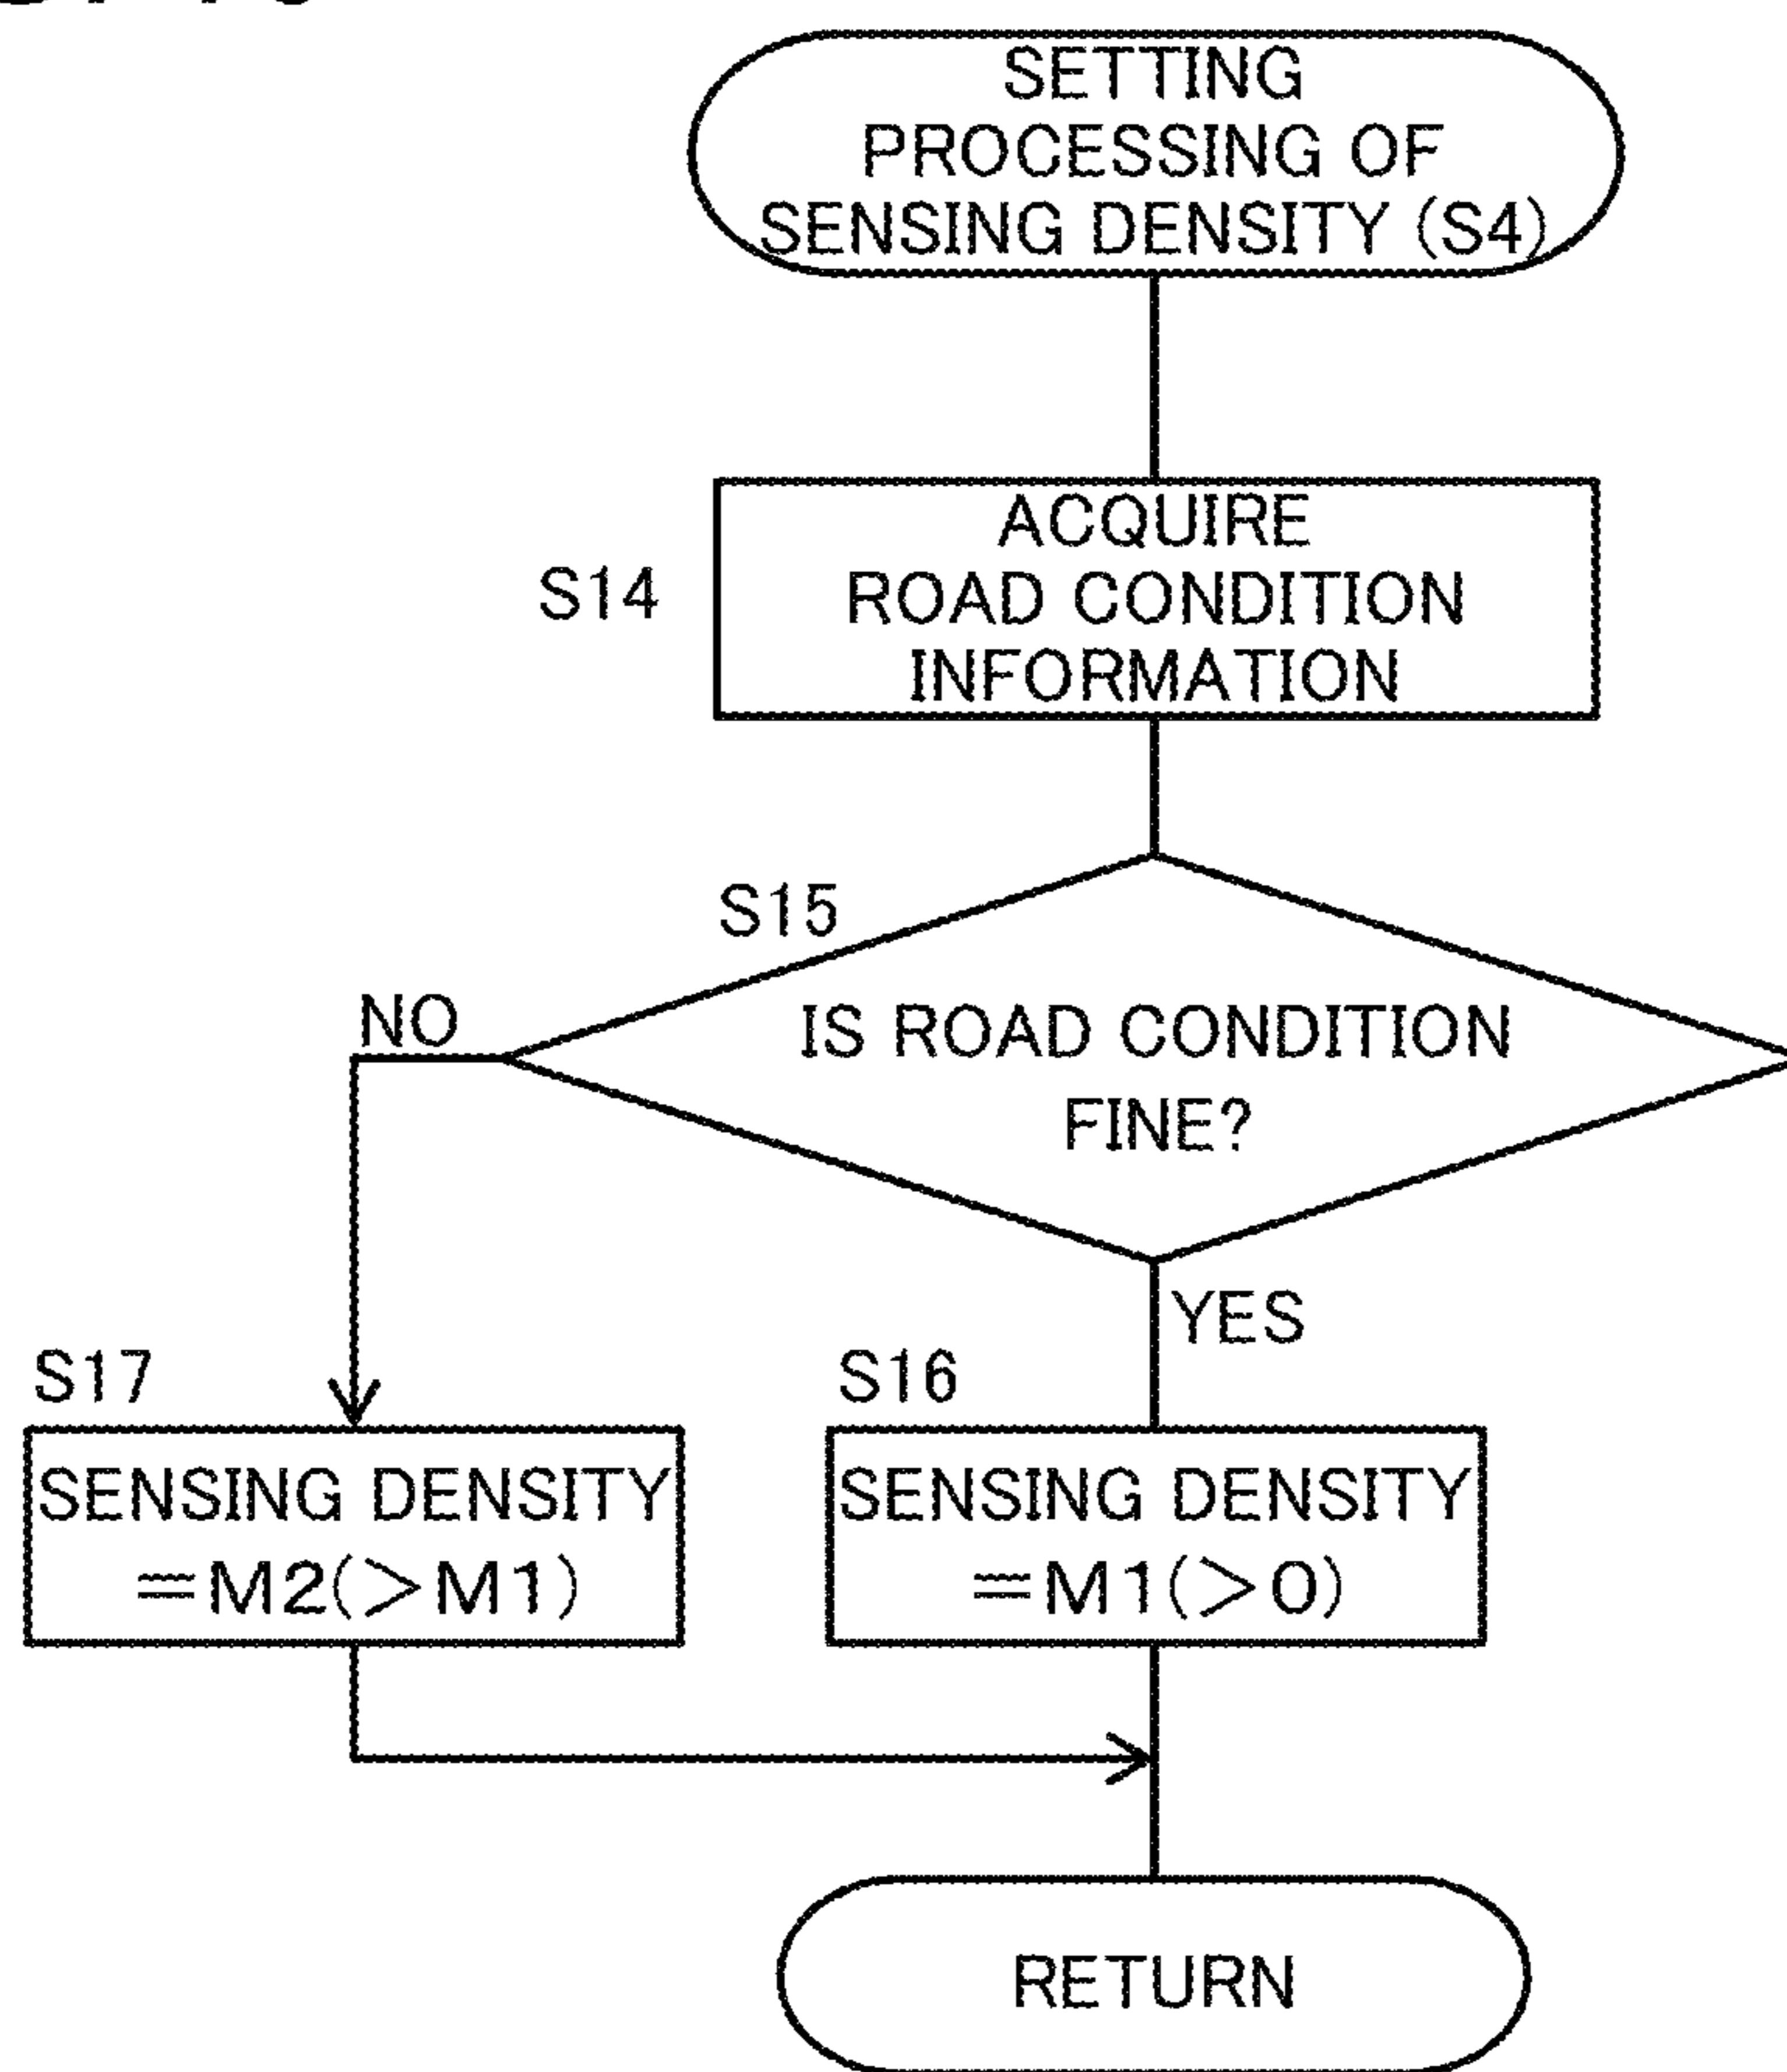 SETTING
PROCESSING OF
SENSING DENSITY (S4)
S14
ACQUIRE
ROAD CONDITION
INFORMATION
S15
NO
IS ROAD CONDITION
FINE?
YES
S17
S16
SENSING DENSITY
=M2(>M1)
SENSING DENSITY
=M1(>0)
RETURN